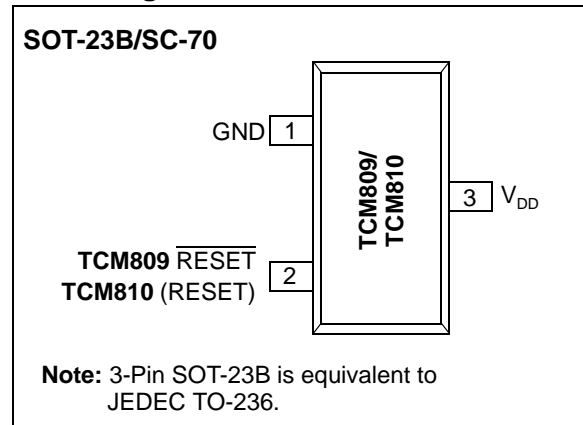 SOT-23B/SC-70
GND 1
TCM809/
TCM810
3 V_DD
TCM809 RESET
TCM810 (RESET)
2
Note: 3-Pin SOT-23B is equivalent to
JEDEC TO-236.